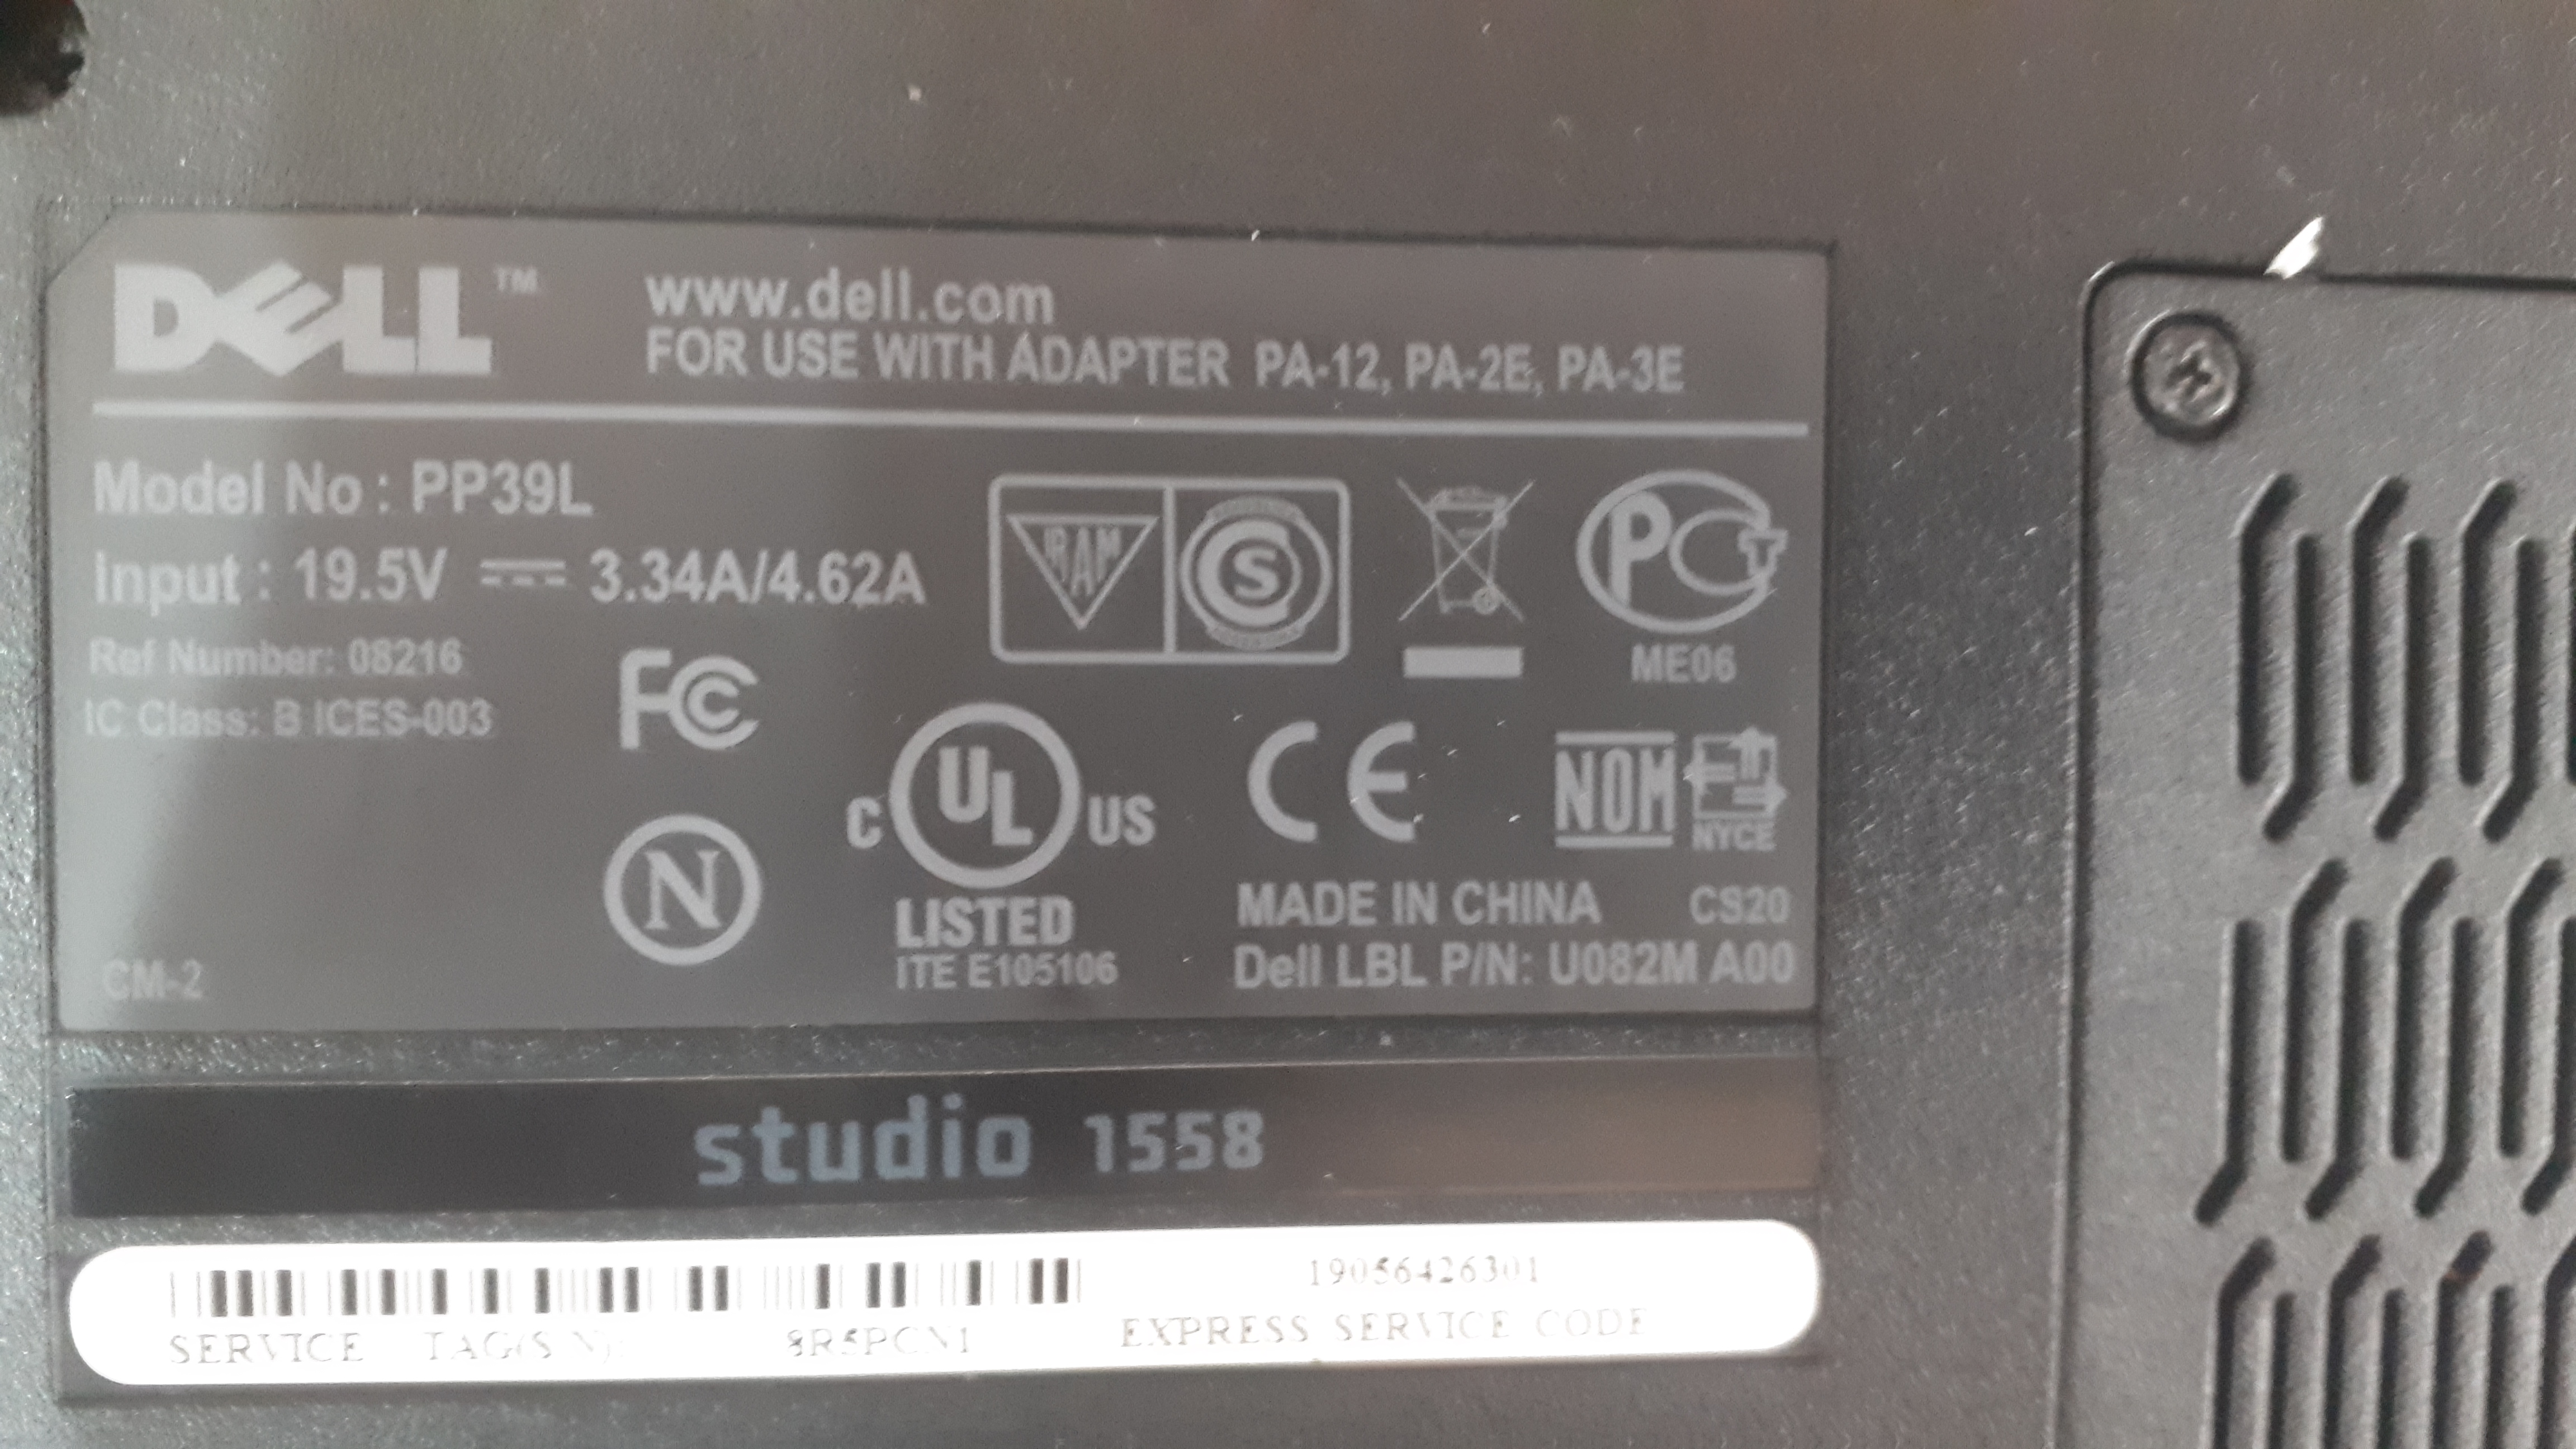 DELL™
www.dell.com
FOR USE WITH ADAPTER PA-12, PA-2E, PA-3E
Model No : PP39L
Input : 19.5V ⎓ 3.34A/4.62A
Ref Number: 08216
IC Class: B ICES-003
FC
IRAM
S
PCT
ME06
N
C UL US
LISTED
ITE E105106
CE
NOM
NYCE
MADE IN CHINA CS20
Dell LBL P/N: U082M A00
CM-2
studio 1558
19056426301
SERVICE TAG(S/N): 8R5PCN1
EXPRESS SERVICE CODE